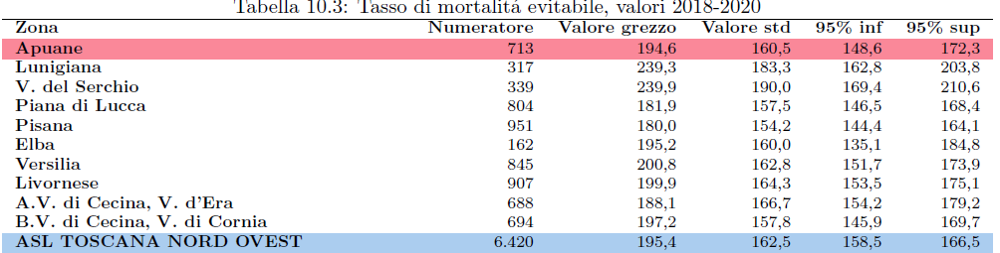 Tabella 10.3: Tasso di mortalitá evitabile, valori 2018-2020
Zona Numeratore Valore grezzo Valore std 95% inf 95% sup
Apuane 713 194,6 160,5 148,6 172,3
Lunigiana 317 239,3 183,3 162,8 203,8
V. del Serchio 339 239,9 190,0 169,4 210,6
Piana di Lucca 804 181,9 157,5 146,5 168,4
Pisana 951 180,0 154,2 144,4 164,1
Elba 162 195,2 160,0 135,1 184,8
Versilia 845 200,8 162,8 151,7 173,9
Livornese 907 199,9 164,3 153,5 175,1
A.V. di Cecina, V. d'Era 688 188,1 166,7 154,2 179,2
B.V. di Cecina, V. di Cornia 694 197,2 157,8 145,9 169,7
ASL TOSCANA NORD OVEST 6.420 195,4 162,5 158,5 166,5